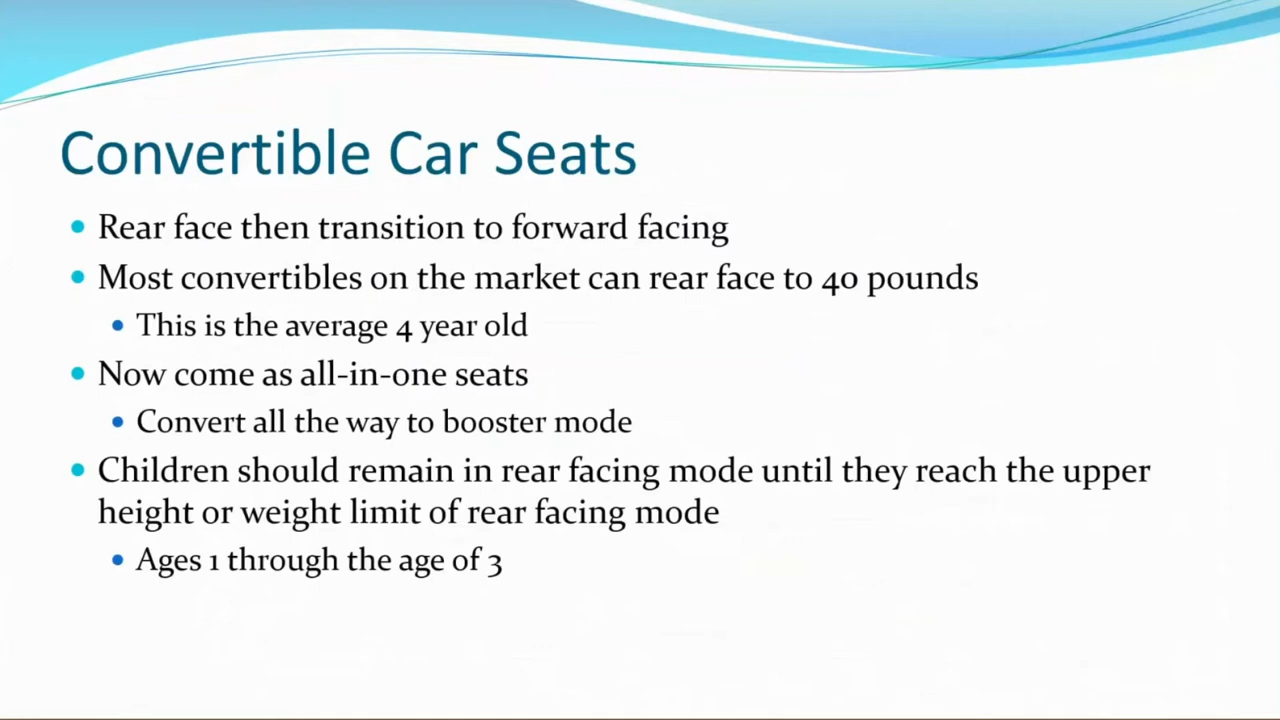 Convertible Car Seats
Rear face then transition to forward facing
Most convertibles on the market can rear face to 40 pounds
This is the average 4 year old
Now come as all-in-one seats
Convert all the way to booster mode
Children should remain in rear facing mode until they reach the upper
height or weight limit of rear facing mode
Ages 1 through the age of 3